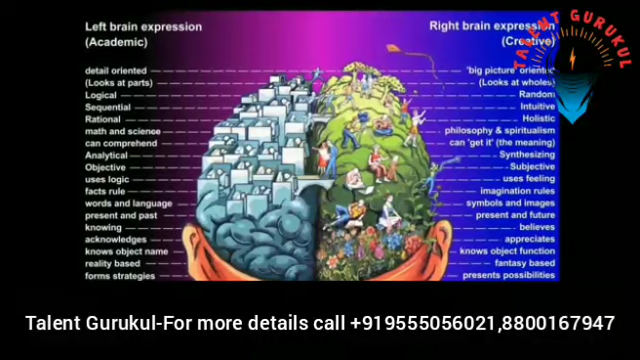 Left brain expression
(Academic)
detail oriented
(Looks at parts)
Logical
Sequential
Rational
math and science
can comprehend
Analytical
Objective
uses logic
facts rule
words and language
present and past
knowing
acknowledges
knows object name
reality based
forms strategies
Right brain expression
(Creative)
'big picture' oriented
(Looks at wholes)
Random
Intuitive
Holistic
philosophy & spiritualism
can 'get it' (the meaning)
Synthesizing
Subjective
uses feeling
imagination rules
symbols and images
present and future
believes
appreciates
knows object function
fantasy based
presents possibilities
TALENT GURUKUL
Talent Gurukul-For more details call +919555056021,8800167947